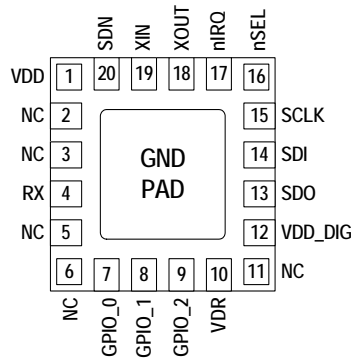 SDN
XIN
XOUT
nIRQ
nSEL
20 19 18 17 16
VDD 1
NC 2
NC 3
RX 4
NC 5
GND
PAD
15 SCLK
14 SDI
13 SDO
12 VDD_DIG
11 NC
6 7 8 9 10
NC
GPIO_0
GPIO_1
GPIO_2
VDR